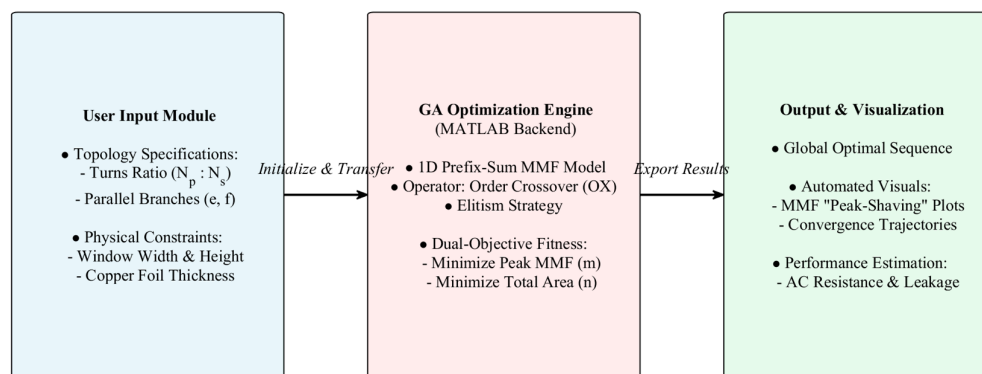 User Input Module
● Topology Specifications:
- Turns Ratio (Np : Ns)
- Parallel Branches (e, f)
● Physical Constraints:
- Window Width & Height
- Copper Foil Thickness
Initialize & Transfer
GA Optimization Engine
(MATLAB Backend)
● 1D Prefix-Sum MMF Model
● Operator: Order Crossover (OX)
● Elitism Strategy
● Dual-Objective Fitness:
- Minimize Peak MMF (m)
- Minimize Total Area (n)
Export Results
Output & Visualization
● Global Optimal Sequence
● Automated Visuals:
- MMF "Peak-Shaving" Plots
- Convergence Trajectories
● Performance Estimation:
- AC Resistance & Leakage